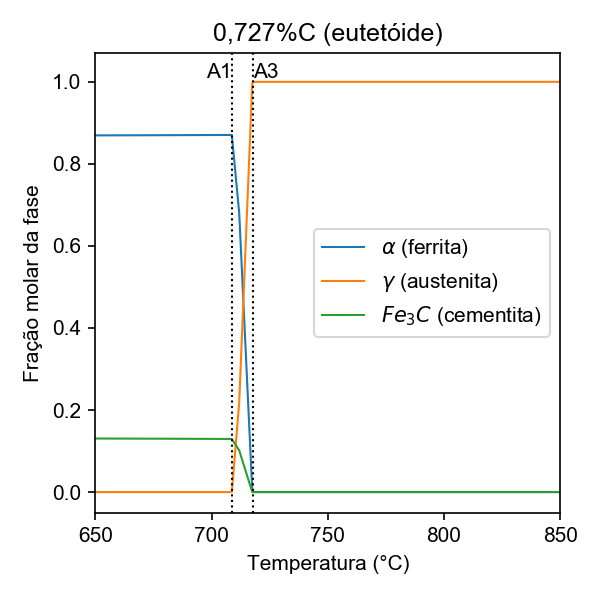 0,727%C (eutetóide)
A1 A3
1.0
0.8
0.6
0.4
0.2
0.0
Fração molar da fase
α (ferrita)
γ (austenita)
Fe₃C (cementita)
650 700 750 800 850
Temperatura (°C)